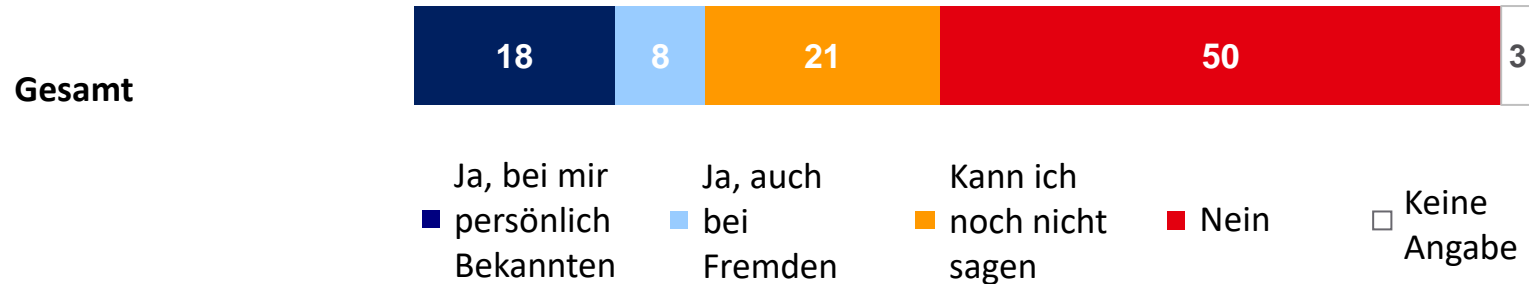 18 8 21 50 3
Gesamt
Ja, bei mir
persönlich
Bekannten
Ja, auch
bei
Fremden
Kann ich
noch nicht
sagen
Nein
Keine
Angabe